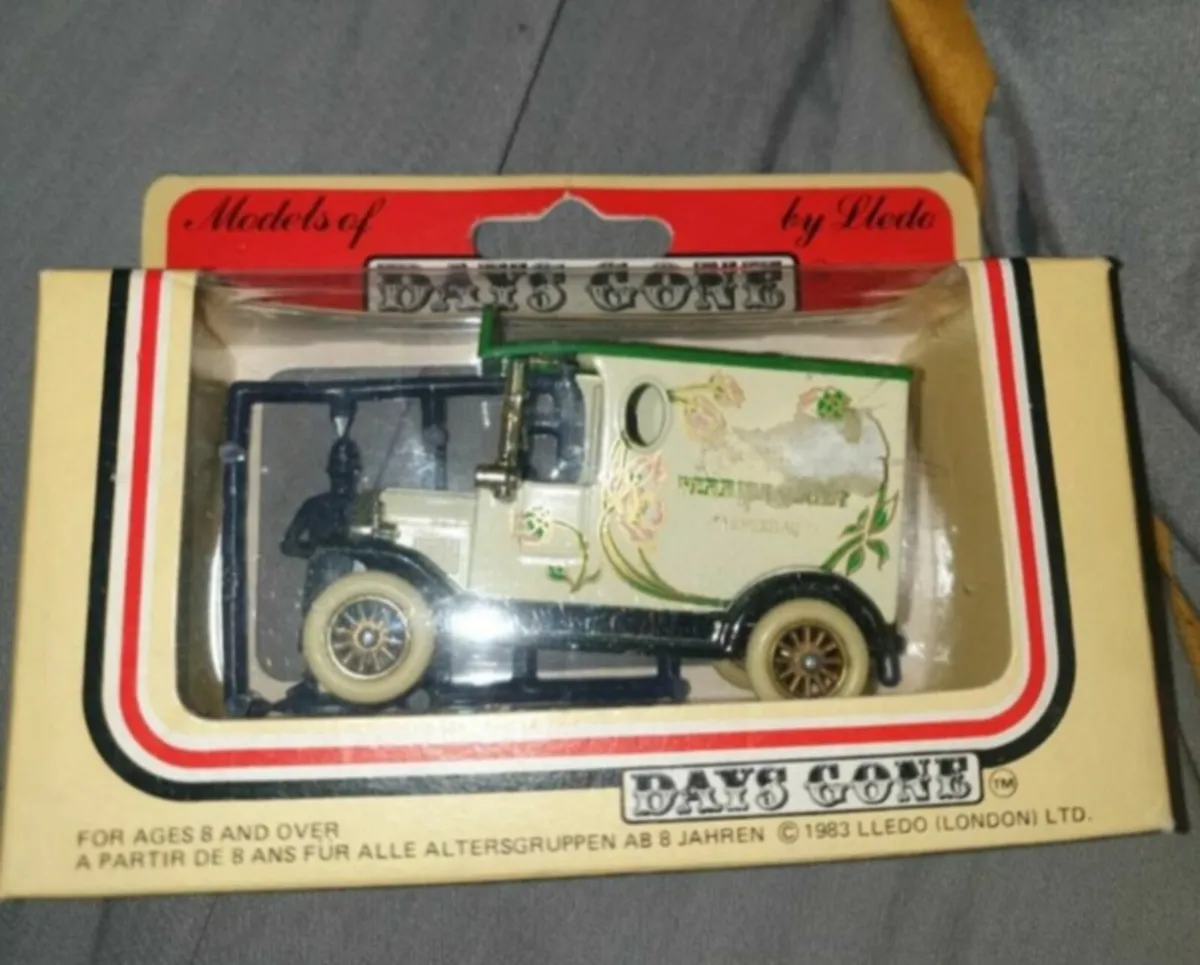 Models of
by Lledo
DAYS GONE
DAYS GONE TM
FOR AGES 8 AND OVER
A PARTIR DE 8 ANS FÜR ALLE ALTERSGRUPPEN AB 8 JAHREN © 1983 LLEDO (LONDON) LTD.